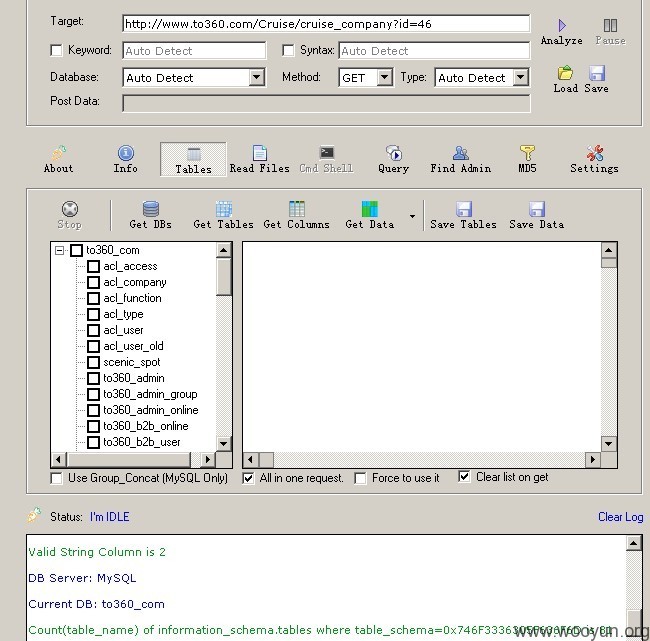 Target: http://www.to360.com/Cruise/cruise_company?id=46
Analyze Pause
Keyword: Auto Detect Syntax: Auto Detect
Database: Auto Detect Method: GET Type: Auto Detect
Load Save
Post Data:
About Info Tables Read Files Cmd Shell Query Find Admin MD5 Settings
Stop Get DBs Get Tables Get Columns Get Data Save Tables Save Data
to360_com
acl_access
acl_company
acl_function
acl_type
acl_user
acl_user_old
scenic_spot
to360_admin
to360_admin_group
to360_admin_online
to360_b2b_online
to360_b2b_user
Use Group_Concat (MySQL Only) All in one request. Force to use it Clear list on get
Status: I'm IDLE Clear Log
Valid String Column is 2
DB Server: MySQL
Current DB: to360_com
Count(table_name) of information_schema.tables where
www.wooyun.org